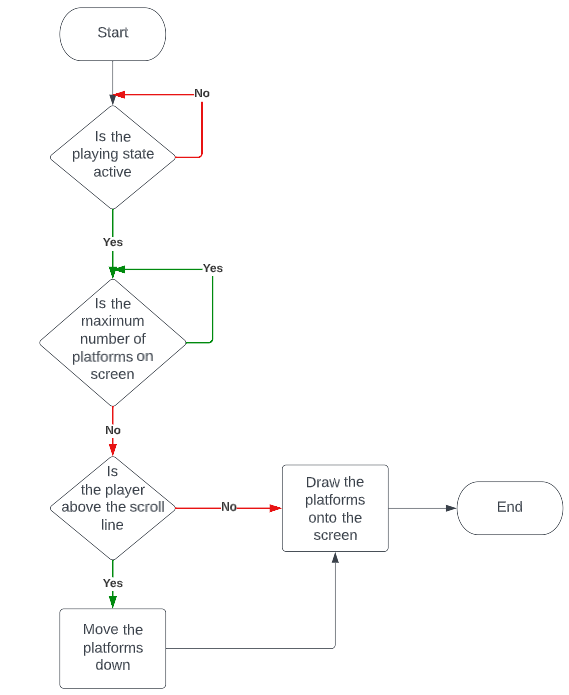 Start
No
Is the
playing state
active
Yes
Yes
Is the
maximum
number of
platforms on
screen
No
Is
the player
above the scroll
line
No
Draw the
platforms
onto the
screen
End
Yes
Move the
platforms
down